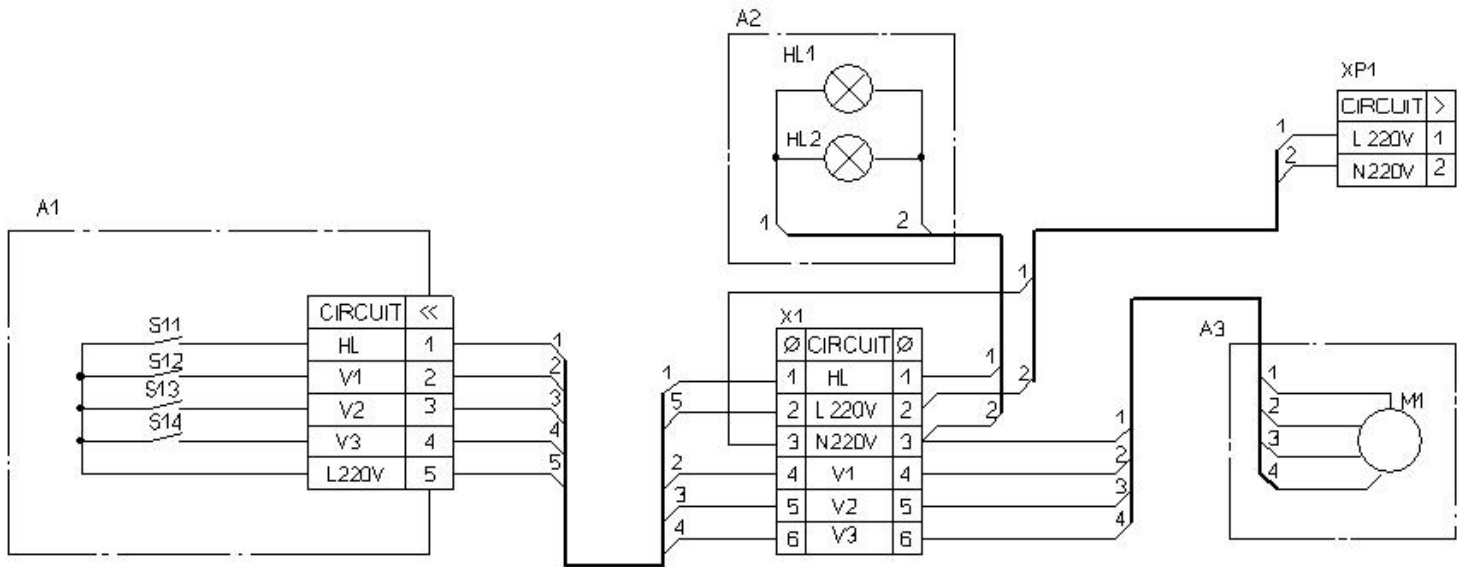 A1
S11
S12
S13
S14
CIRCUIT <<
HL 1
V1 2
V2 3
V3 4
L220V 5
1
2
3
4
5
A2
HL1
HL2
1 2
X1
Ø CIRCUIT Ø
1 HL 1
2 L 220V 2
3 N220V 3
4 V1 4
5 V2 5
6 V3 6
1
5
2
3
4
1
2
1
2
1
2
3
4
XP1
CIRCUIT >
L 220V 1
N220V 2
1
2
A3
1
2
3
4
M1